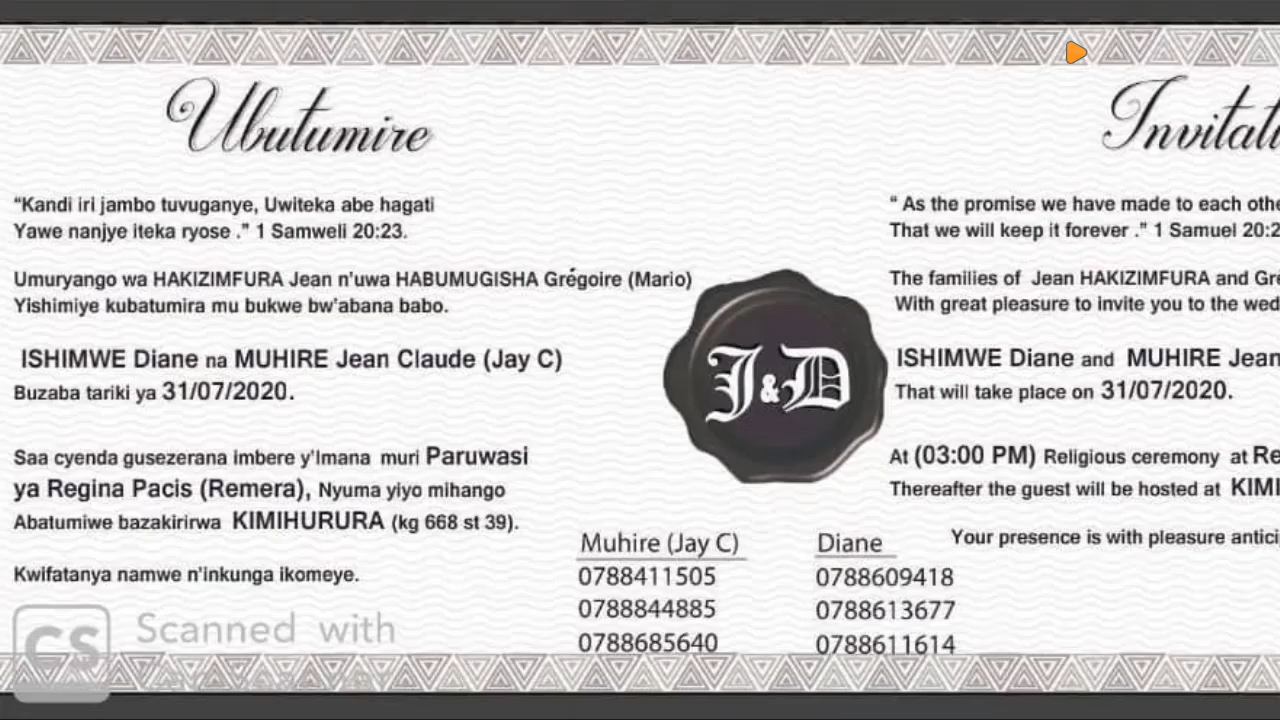 Ubutumire
“Kandi iri jambo tuvuganye, Uwiteka abe hagati
Yawe nanjye iteka ryose .” 1 Samweli 20:23.
Umuryango wa HAKIZIMFURA Jean n'uwa HABUMUGISHA Grégoire (Mario)
Yishimiye kubatumira mu bukwe bw'abana babo.
ISHIMWE Diane na MUHIRE Jean Claude (Jay C)
Buzaba tariki ya 31/07/2020.
Saa cyenda gusezerana imbere y'Imana muri Paruwasi
ya Regina Pacis (Remera), Nyuma yiyo mihango
Abatumiwe bazakirirwa KIMIHURURA (kg 668 st 39).
Kwifatanya namwe n'inkunga ikomeye.
J&D
Muhire (Jay C)
0788411505
0788844885
0788685640
Diane
0788609418
0788613677
0788611614
Invitati
“ As the promise we have made to each othe
That we will keep it forever .” 1 Samuel 20:2
The families of Jean HAKIZIMFURA and Gré
With great pleasure to invite you to the wed
ISHIMWE Diane and MUHIRE Jean
That will take place on 31/07/2020.
At (03:00 PM) Religious ceremony at Re
Thereafter the guest will be hosted at KIMI
Your presence is with pleasure antici
CS
Scanned with